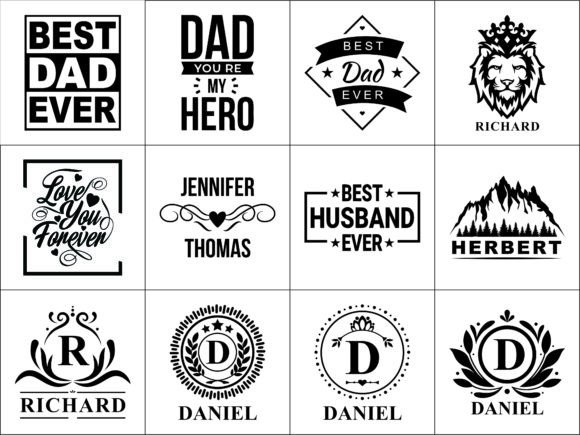 BEST
DAD
EVER
DAD
YOU RE
MY
HERO
BEST
Dad
EVER
RICHARD
Love
You
Forever
JENNIFER
THOMAS
BEST
HUSBAND
EVER
HERBERT
R
RICHARD
D
DANIEL
D
DANIEL
D
DANIEL